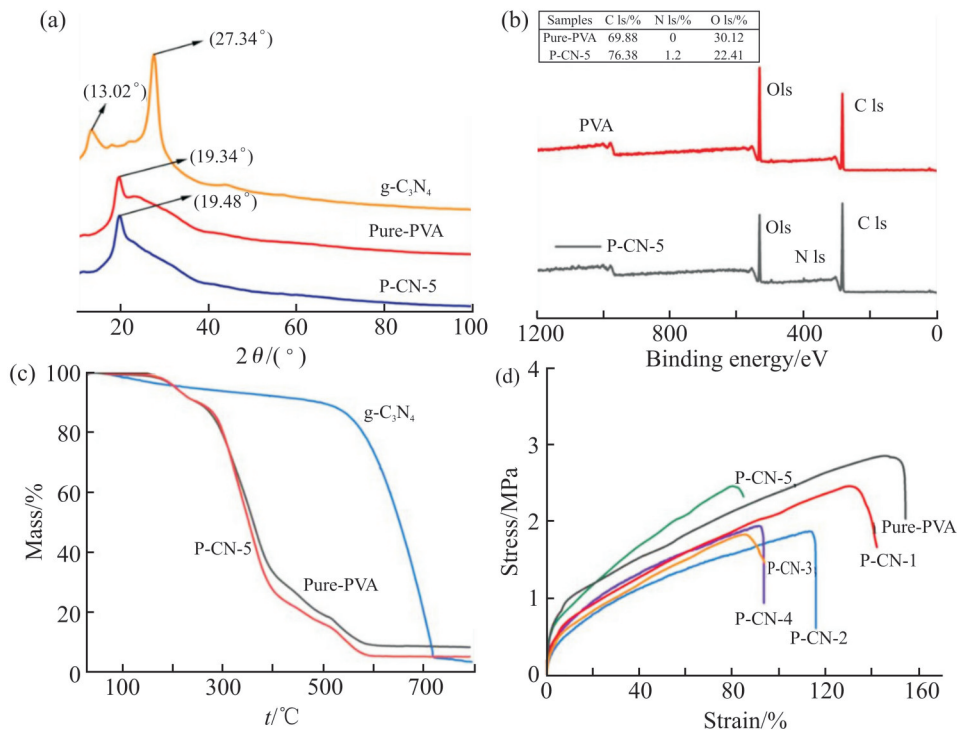 (a)
(27.34°)
(13.02°)
(19.34°)
g-C₃N₄
(19.48°)
Pure-PVA
P-CN-5
20 40 60 80 100
2θ/(°)
(b)
Samples C ls/% N ls/% O ls/%
Pure-PVA 69.88 0 30.12
P-CN-5 76.38 1.2 22.41
Ols
C ls
PVA
Ols
C ls
P-CN-5
N ls
1200 800 400 0
Binding energy/eV
(c)
100
80
60
40
20
0
Mass/%
g-C₃N₄
P-CN-5
Pure-PVA
100 300 500 700
t/℃
(d)
5
4
3
2
1
0
Stress/MPa
P-CN-5
Pure-PVA
P-CN-1
P-CN-3
P-CN-4
P-CN-2
0 40 80 120 160
Strain/%